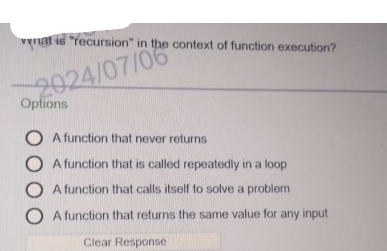 What is "recursion" in the context of function execution?
2024/07/06
Options
A function that never returns
A function that is called repeatedly in a loop
A function that calls itself to solve a problem
A function that returns the same value for any input
Clear Response